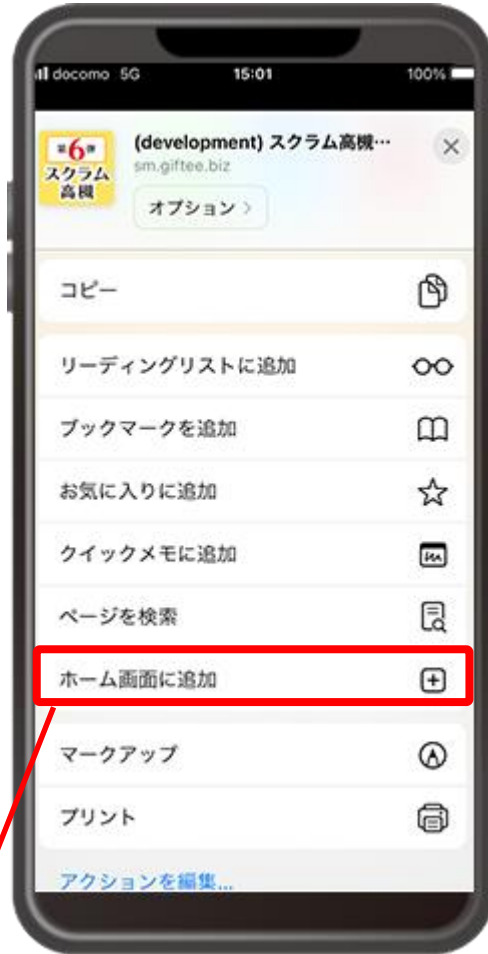 docomo 5G 15:01 100%
第6弾
スクラム
高槻
(development) スクラム高槻…
sm.giftee.biz
オプション >
コピー
リーディングリストに追加
ブックマークを追加
お気に入りに追加
クイックメモに追加
ページを検索
ホーム画面に追加
マークアップ
プリント
アクションを編集...